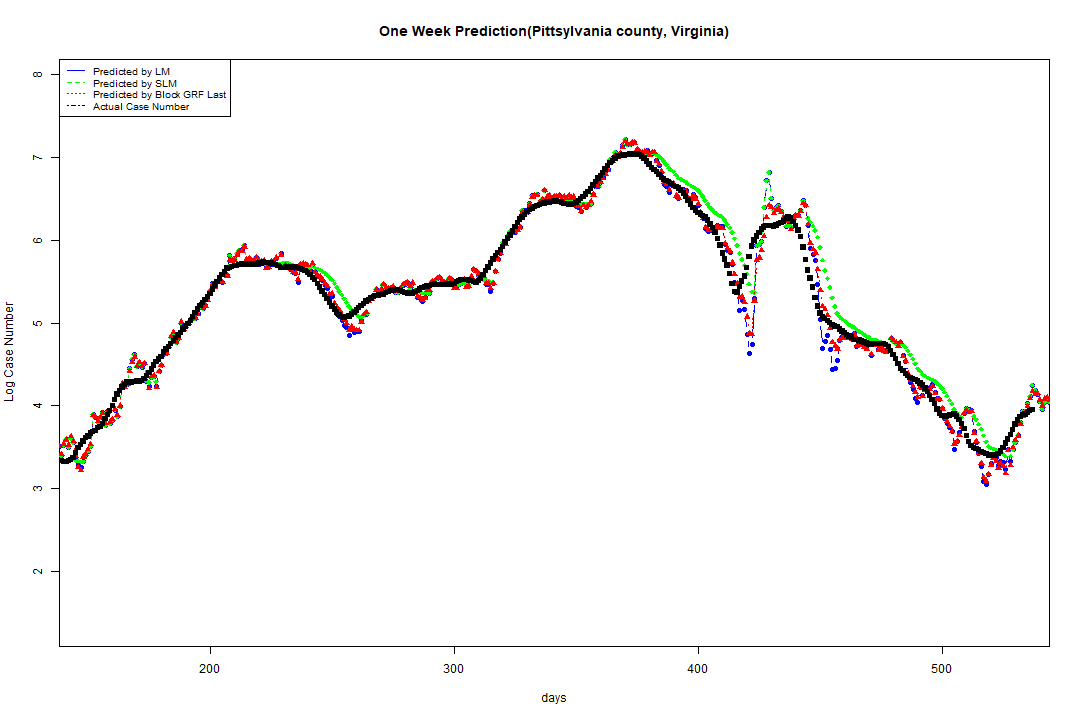 One Week Prediction(Pittsylvania county, Virginia)
Predicted by LM
Predicted by SLM
Predicted by Block GRF Last
Actual Case Number
8
7
6
5
4
3
2
Log Case Number
200 300 400 500
days